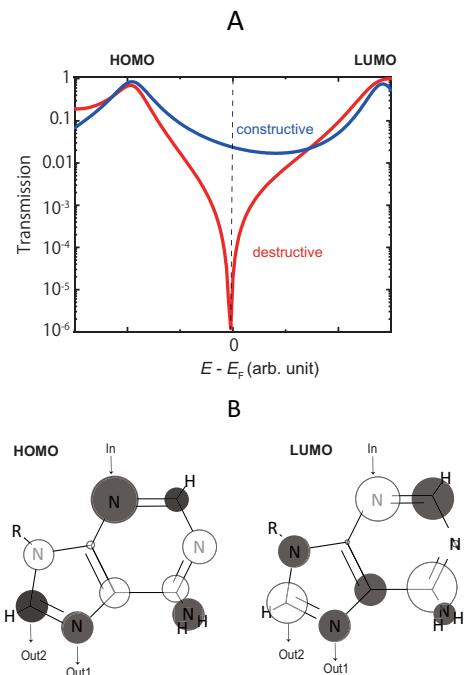 A
HOMO LUMO
1
0.1
0.01
10-3
10-4
10-5
10-6
Transmission
constructive
destructive
0
E - EF (arb. unit)
B
HOMO
In
N
H
R
N
N
H
N
N
H H
Out2
Out1
LUMO
In
N
H
R
N
N
H
N
N
H H
Out2
Out1